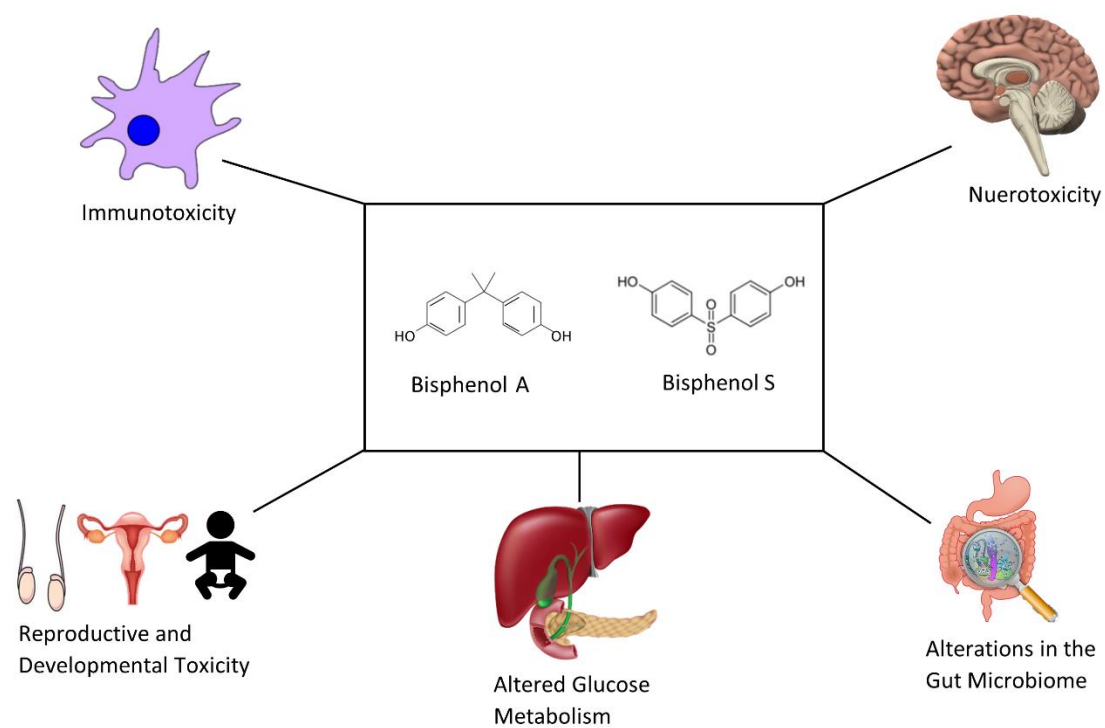 Immunotoxicity
Nuerotoxicity
HO
OH
Bisphenol A
HO
OH
O
S
O
Bisphenol S
Reproductive and
Developmental Toxicity
Altered Glucose
Metabolism
Alterations in the
Gut Microbiome